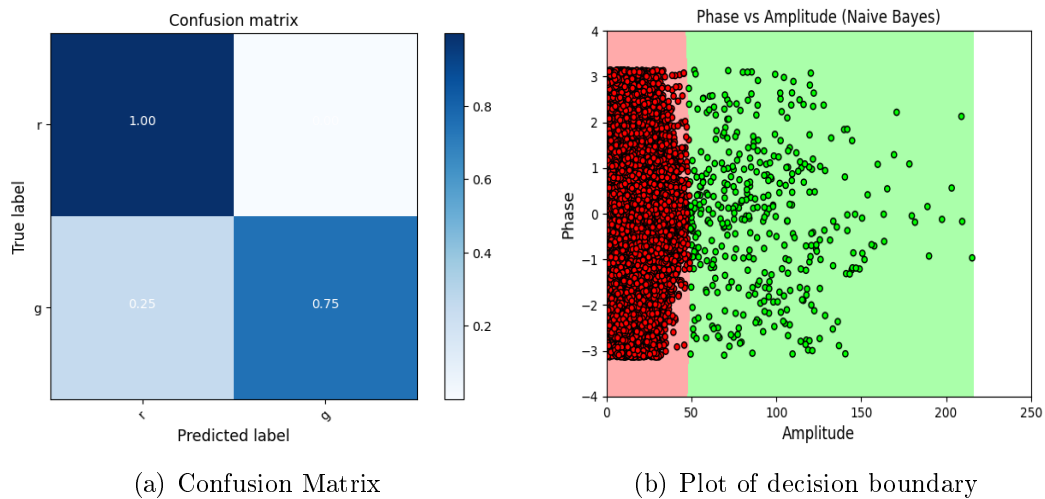 Confusion matrix
True label
r
g
1.00
0.25
0.75
r
g
Predicted label
0.8
0.6
0.4
0.2
(a) Confusion Matrix
Phase vs Amplitude (Naive Bayes)
Phase
4
3
2
1
0
−1
−2
−3
−4
0
50
100
150
200
250
Amplitude
(b) Plot of decision boundary